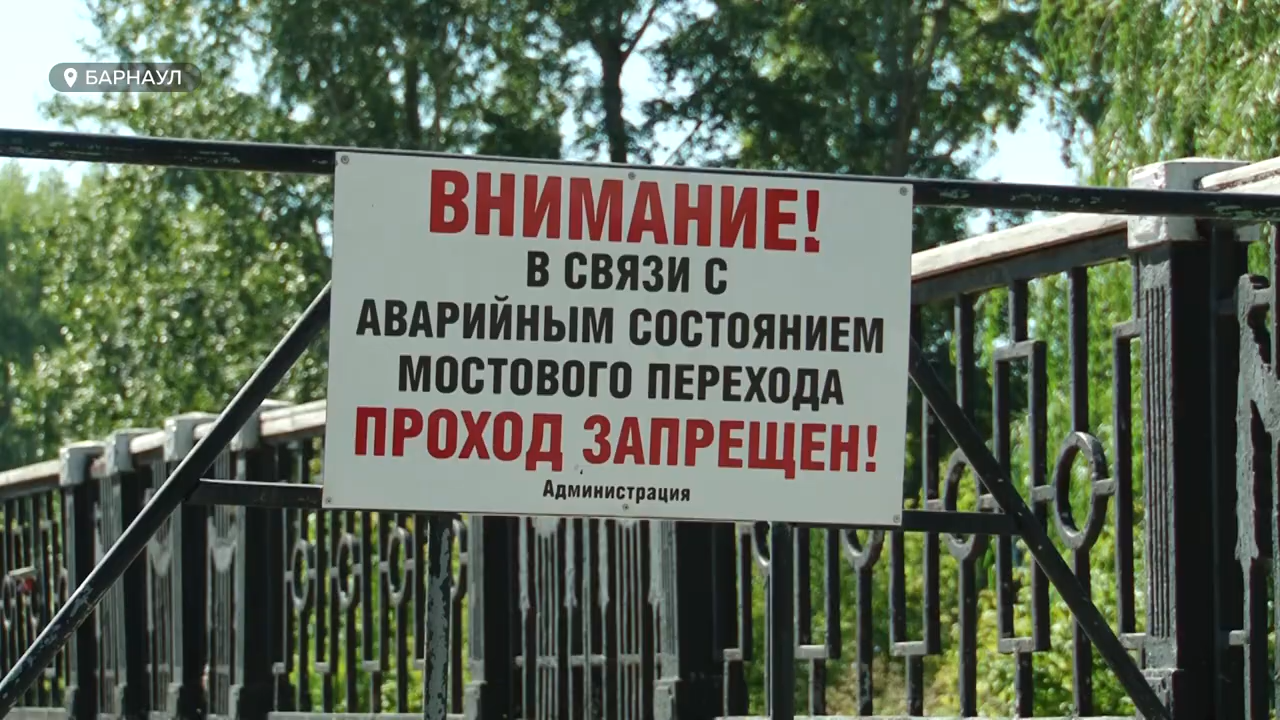 БАРНАУЛ
ВНИМАНИЕ!
В СВЯЗИ С
АВАРИЙНЫМ СОСТОЯНИЕМ
МОСТОВОГО ПЕРЕХОДА
ПРОХОД ЗАПРЕЩЕН!
Администрация